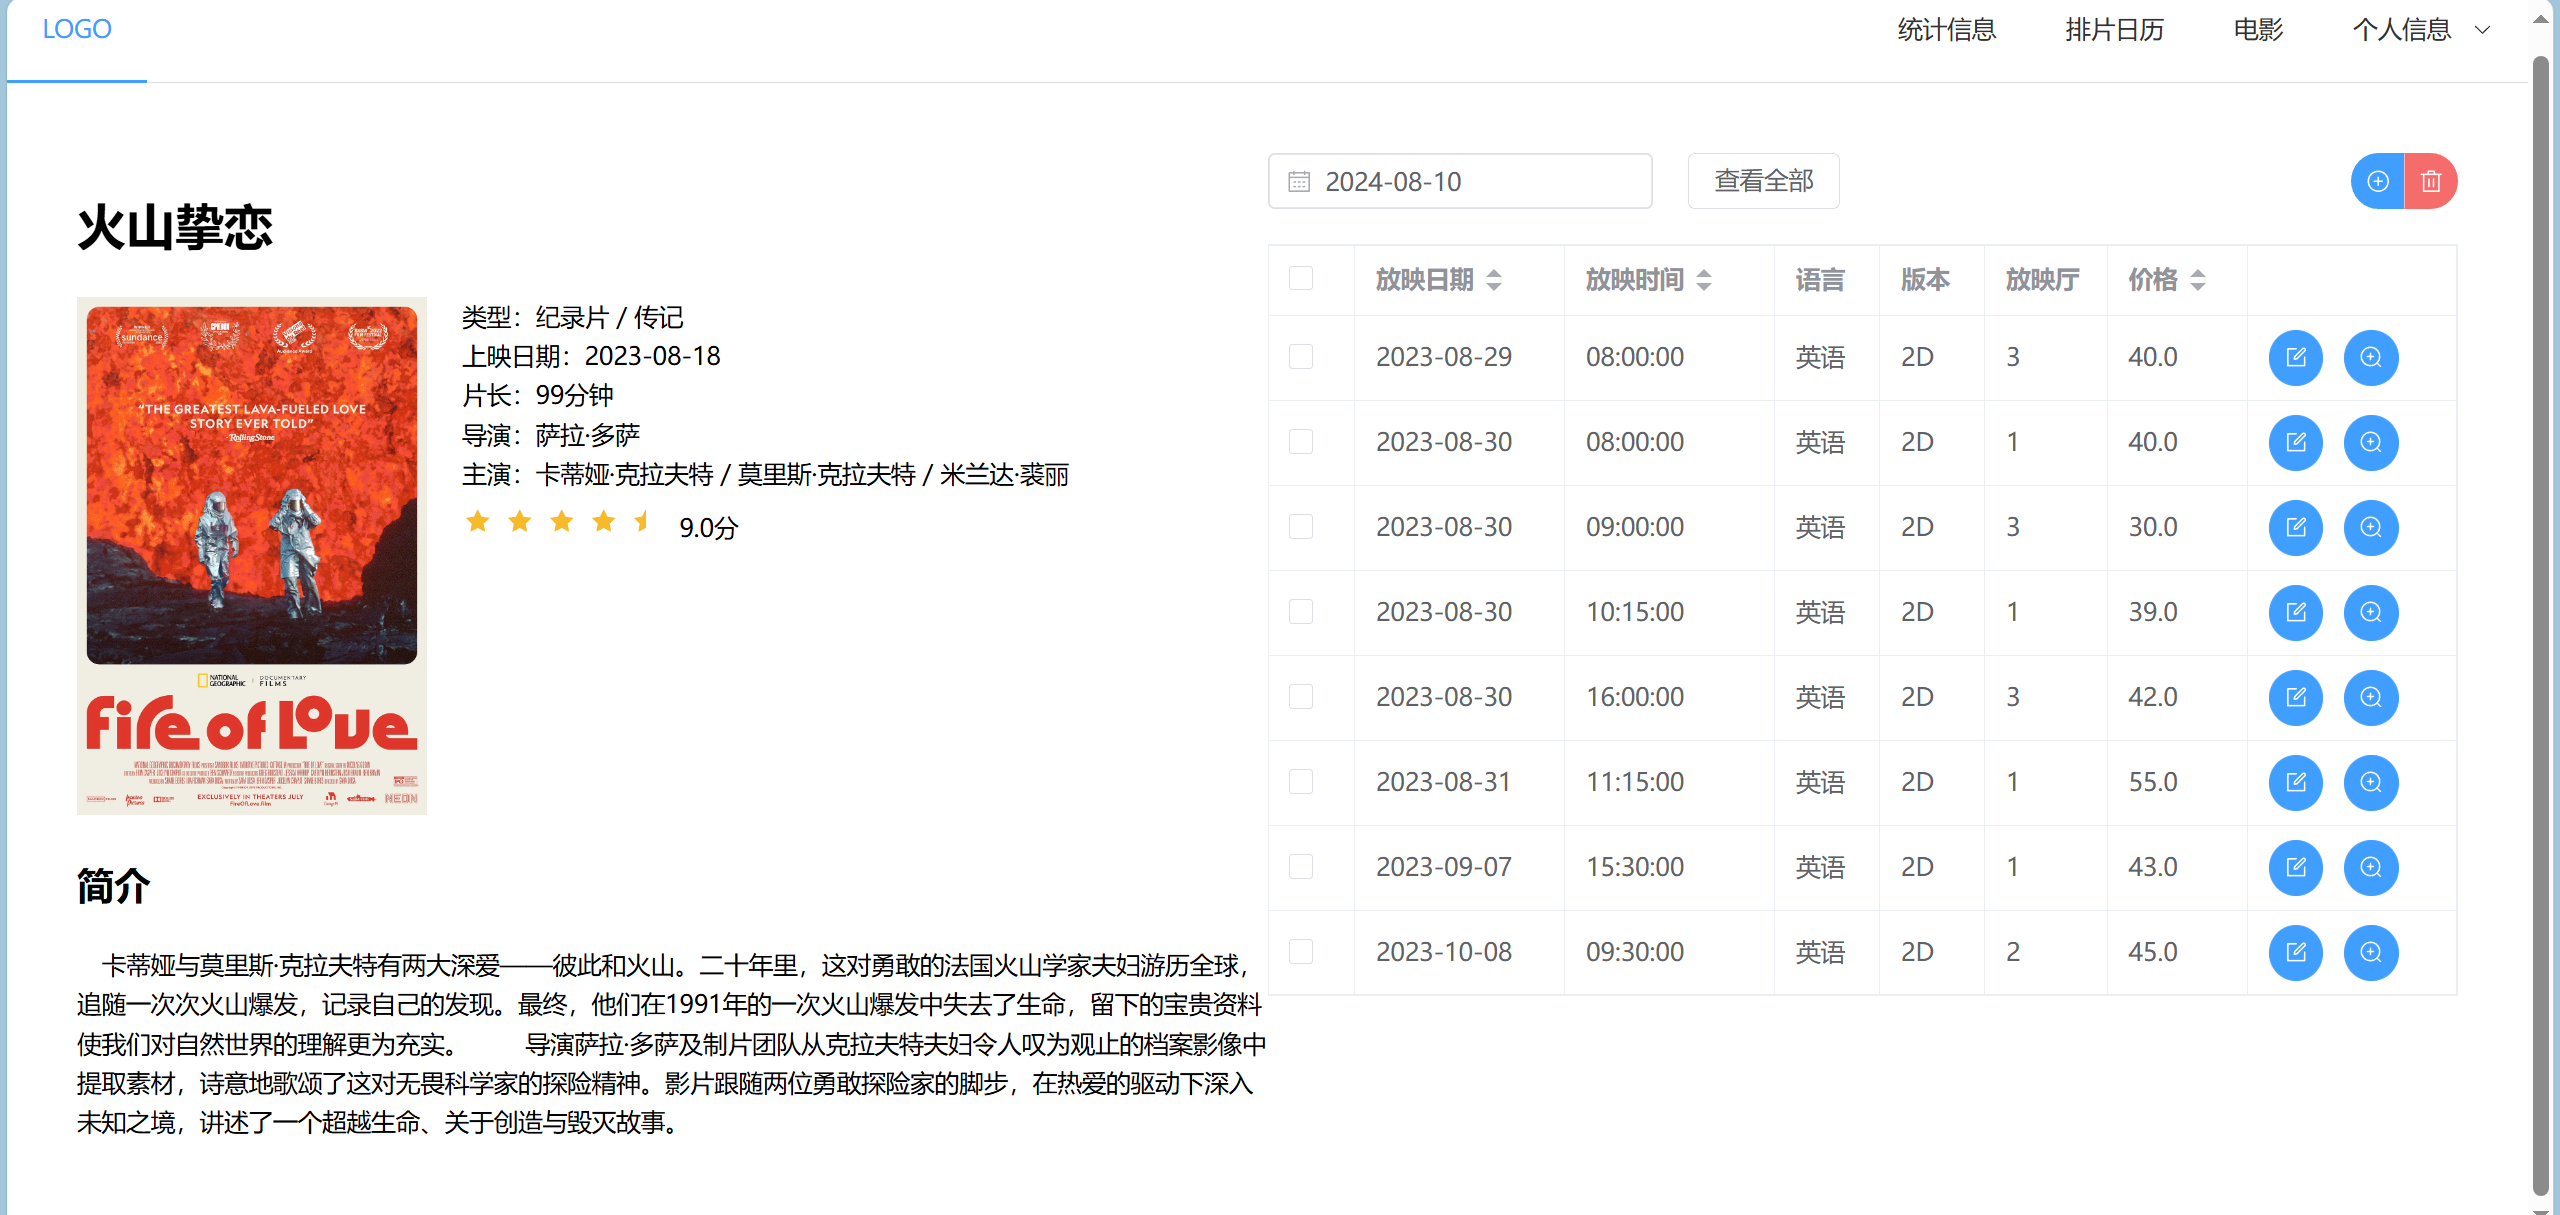 LOGO
统计信息 排片日历 电影 个人信息
火山挚恋
sundance
"THE GREATEST LAVA-FUELED LOVE
STORY EVER TOLD"
-RollingStone
NATIONAL GEOGRAPHIC DOCUMENTARY FILMS
Fire of Love
EXCLUSIVELY IN THEATERS JULY
FireOfLove.film
NEON
类型：纪录片 / 传记
上映日期：2023-08-18
片长：99分钟
导演：萨拉·多萨
主演：卡蒂娅·克拉夫特 / 莫里斯·克拉夫特 / 米兰达·裘丽
9.0分
简介
卡蒂娅与莫里斯·克拉夫特有两大深爱——彼此和火山。二十年里，这对勇敢的法国火山学家夫妇游历全球，
追随一次次火山爆发，记录自己的发现。最终，他们在1991年的一次火山爆发中失去了生命，留下的宝贵资料
使我们对自然世界的理解更为充实。 导演萨拉·多萨及制片团队从克拉夫特夫妇令人叹为观止的档案影像中
提取素材，诗意地歌颂了这对无畏科学家的探险精神。影片跟随两位勇敢探险家的脚步，在热爱的驱动下深入
未知之境，讲述了一个超越生命、关于创造与毁灭故事。
2024-08-10 查看全部
放映日期 放映时间 语言 版本 放映厅 价格
2023-08-29 08:00:00 英语 2D 3 40.0
2023-08-30 08:00:00 英语 2D 1 40.0
2023-08-30 09:00:00 英语 2D 3 30.0
2023-08-30 10:15:00 英语 2D 1 39.0
2023-08-30 16:00:00 英语 2D 3 42.0
2023-08-31 11:15:00 英语 2D 1 55.0
2023-09-07 15:30:00 英语 2D 1 43.0
2023-10-08 09:30:00 英语 2D 2 45.0